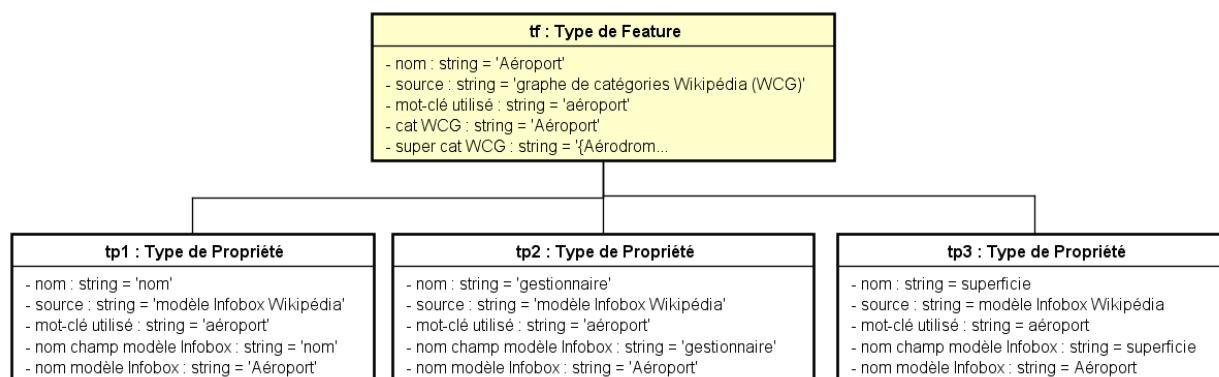 tf : Type de Feature
- nom : string = 'Aéroport'
- source : string = 'graphe de catégories Wikipédia (WCG)'
- mot-clé utilisé : string = 'aéroport'
- cat WCG : string = 'Aéroport'
- super cat WCG : string = '{Aérodrom...
tp1 : Type de Propriété
- nom : string = 'nom'
- source : string = 'modèle Infobox Wikipédia'
- mot-clé utilisé : string = 'aéroport'
- nom champ modèle Infobox : string = 'nom'
- nom modèle Infobox : string = 'Aéroport'
tp2 : Type de Propriété
- nom : string = 'gestionnaire'
- source : string = 'modèle Infobox Wikipédia'
- mot-clé utilisé : string = 'aéroport'
- nom champ modèle Infobox : string = 'gestionnaire'
- nom modèle Infobox : string = 'Aéroport'
tp3 : Type de Propriété
- nom : string = superficie
- source : string = modèle Infobox Wikipédia
- mot-clé utilisé : string = aéroport
- nom champ modèle Infobox : string = superficie
- nom modèle Infobox : string = Aéroport